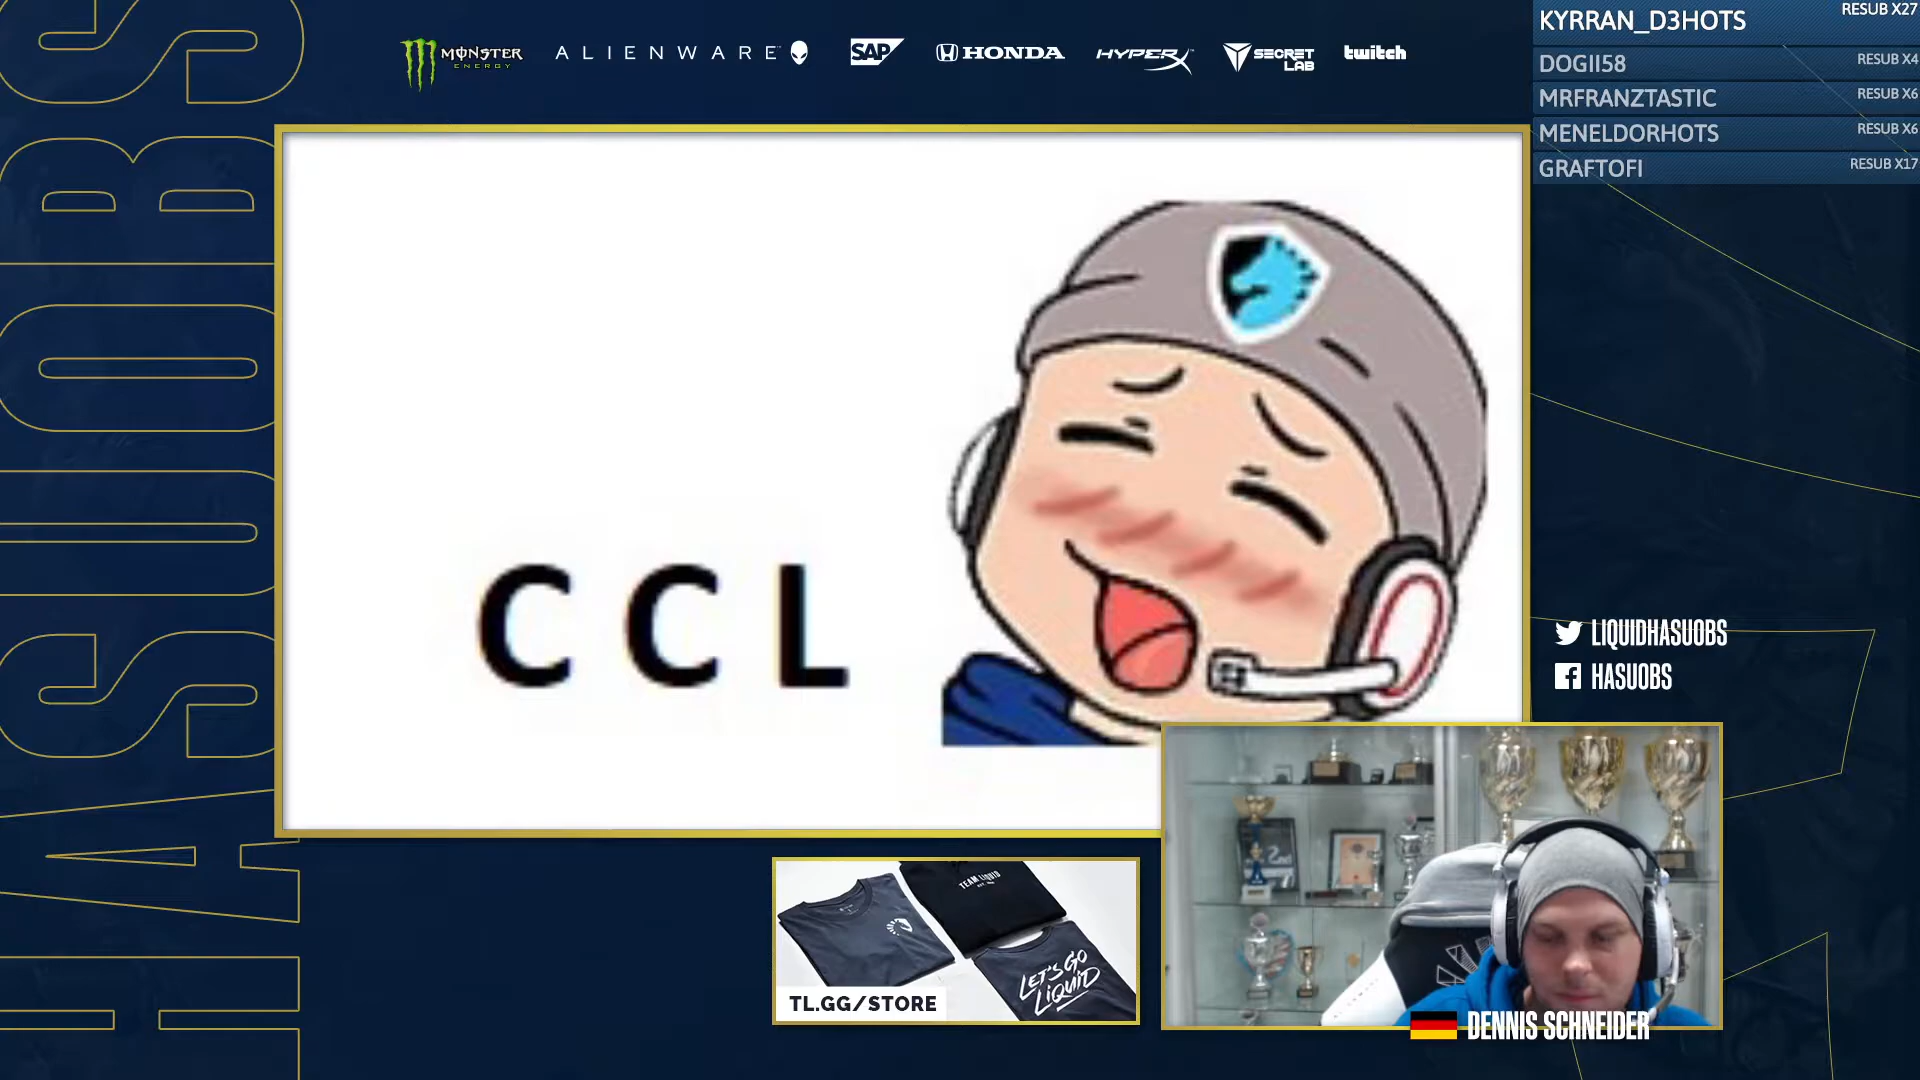 HASUOBS
MONSTER
ENERGY
ALIENWARE
SAP
HONDA
HYPERX
SECRET
LAB
twitch
KYRRAN_D3HOTS RESUB X27
DOGII58 RESUB X4
MRFRANZTASTIC RESUB X6
MENELDORHOTS RESUB X6
GRAFTOFI RESUB X17
C C L
LIQUIDHASUOBS
HASUOBS
TEAM LIQUID
LET'S GO
LIQUID
TL.GG/STORE
2nd
DENNIS SCHNEIDER